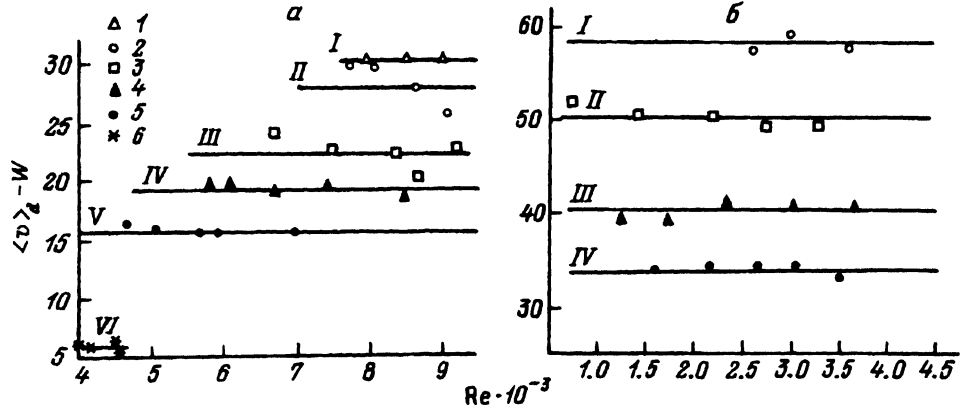 а
б
1
2
3
4
5
6
I
II
III
IV
V
VI
30
25
20
15
10
5
<υ>d - W
4 5 6 7 8 9
60
50
40
30
I
II
III
IV
1.0 1.5 2.0 2.5 3.0 3.5 4.0 4.5
Re·10⁻³